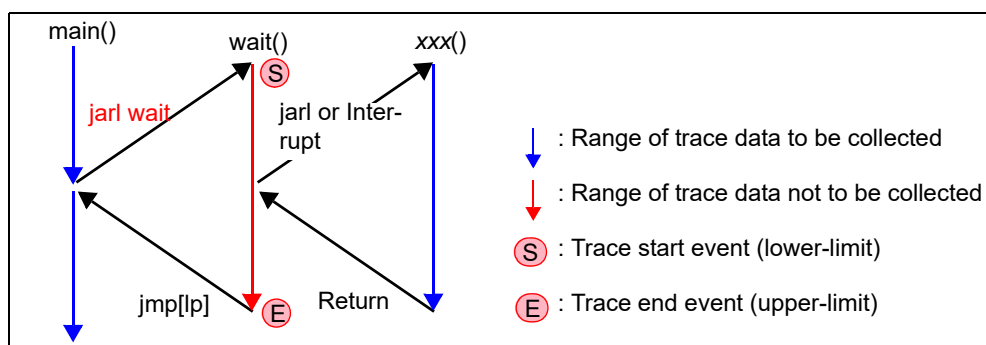 main()
wait()
xxx()
S
jarl wait
jarl or Inter-
rupt
jmp[lp]
E
Return
: Range of trace data to be collected
: Range of trace data not to be collected
S : Trace start event (lower-limit)
E : Trace end event (upper-limit)